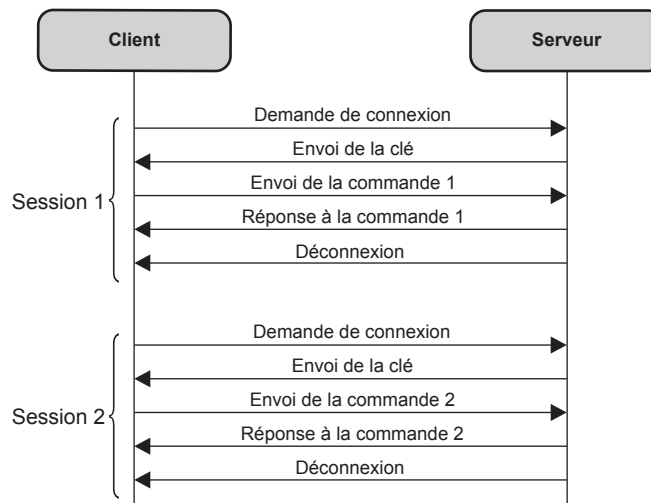 Client
Serveur
Demande de connexion
Envoi de la clé
Envoi de la commande 1
Session 1
Réponse à la commande 1
Déconnexion
Demande de connexion
Envoi de la clé
Envoi de la commande 2
Session 2
Réponse à la commande 2
Déconnexion